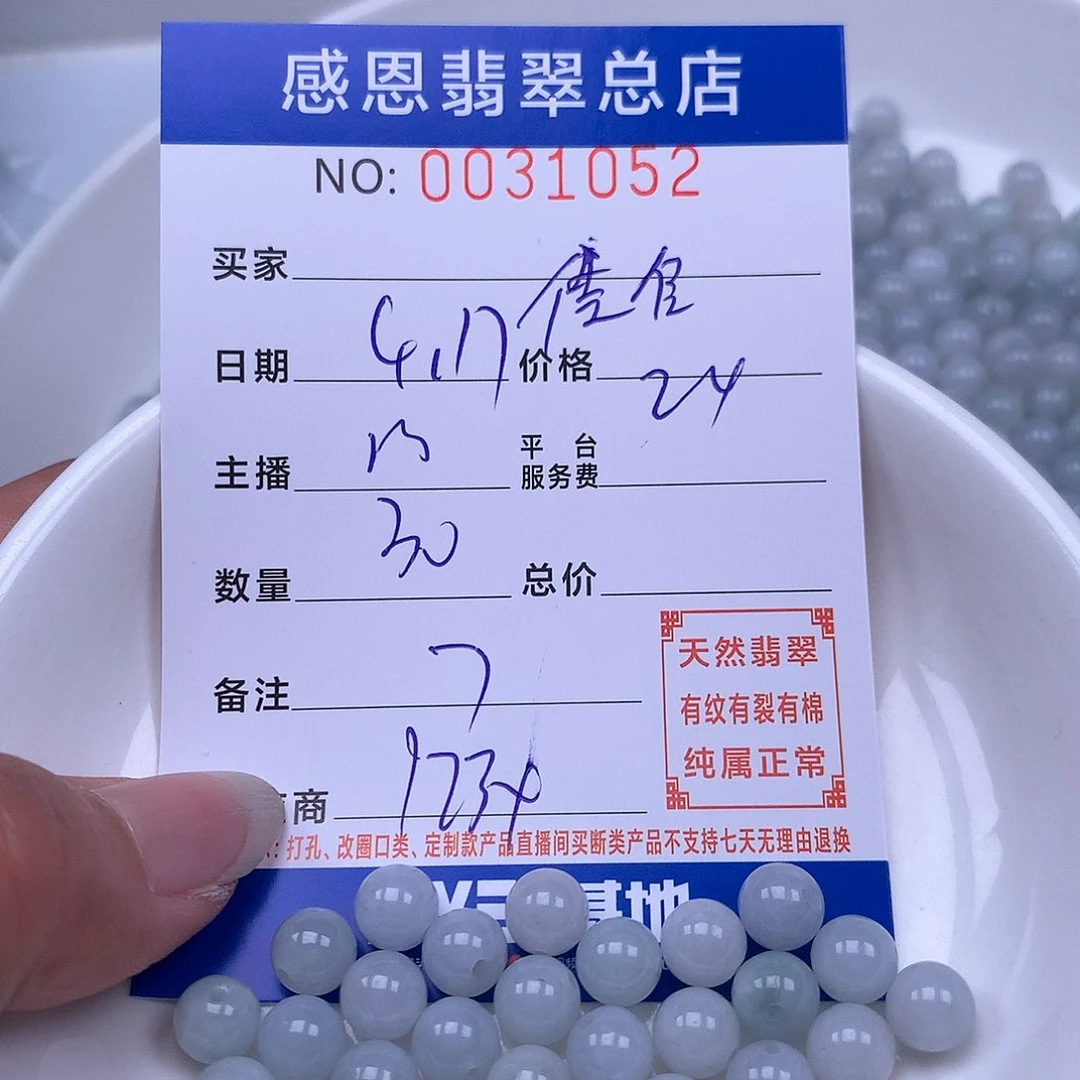 感恩翡翠总店
NO: 0031052
买家
日期 4.17 价格 24
主播 平台服务费
数量 30 总价
备注 7
商 1234
天然翡翠
有纹有裂有棉
纯属正常
: 打孔、改圈口类、定制款产品直播间买断类产品不支持七天无理由退换
基地